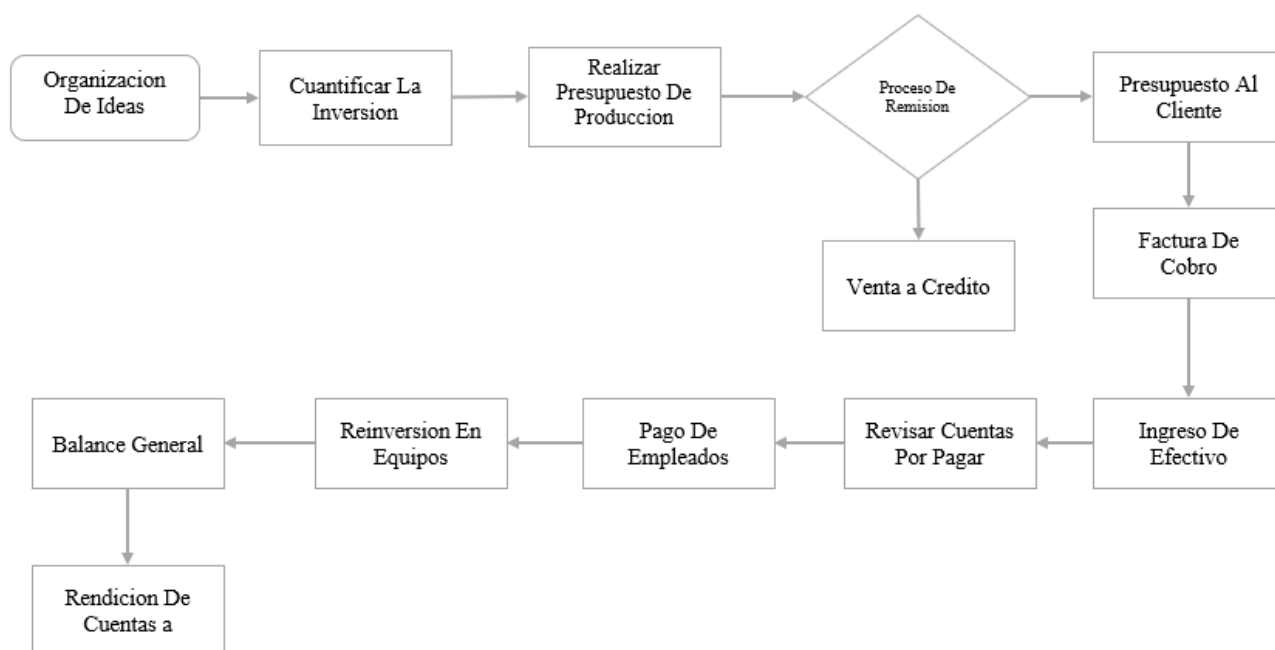 Organizacion
De Ideas
Cuantificar La
Inversion
Realizar
Presupuesto De
Produccion
Proceso De
Remision
Presupuesto Al
Cliente
Venta a Credito
Factura De
Cobro
Ingreso De
Efectivo
Revisar Cuentas
Por Pagar
Pago De
Empleados
Reinversion En
Equipos
Balance General
Rendicion De
Cuentas a